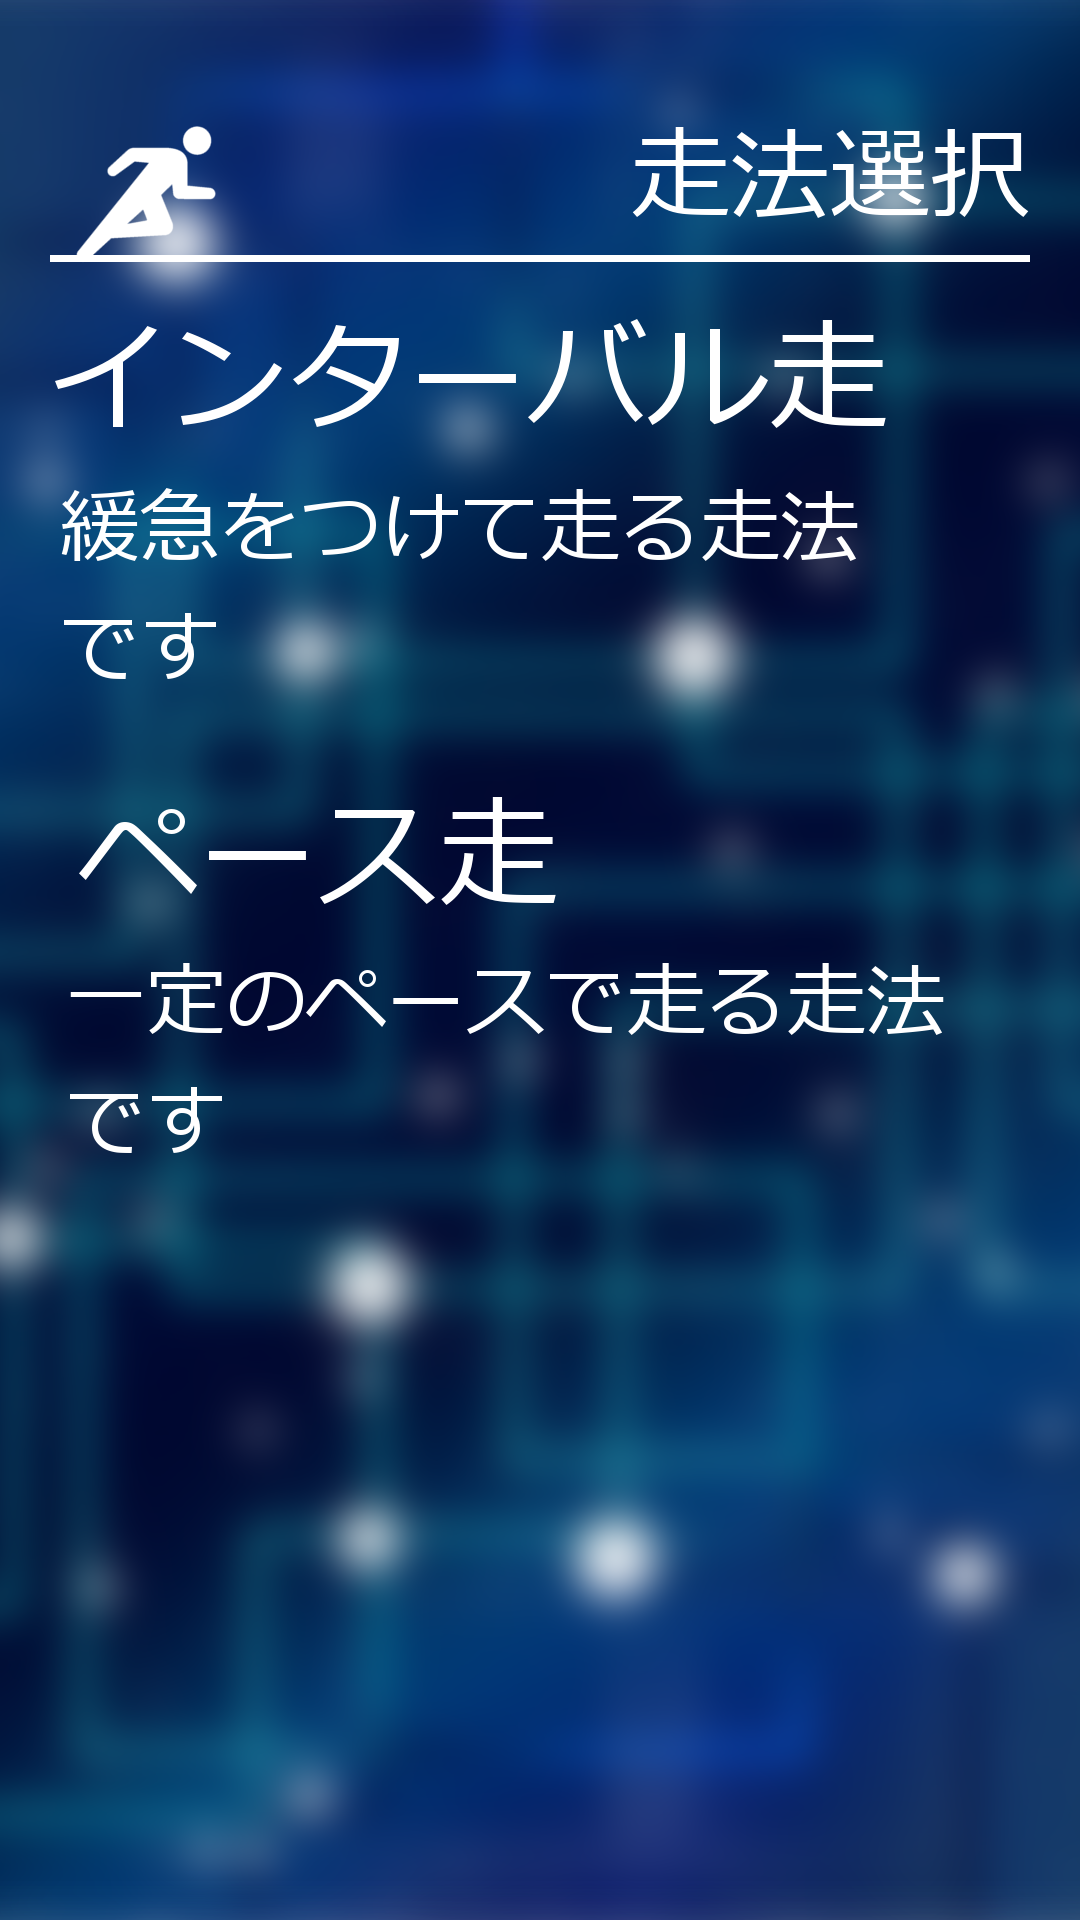 走法選択
インターバル走
緩急をつけて走る走法
です
ペース走
一定のペースで走る走法
です